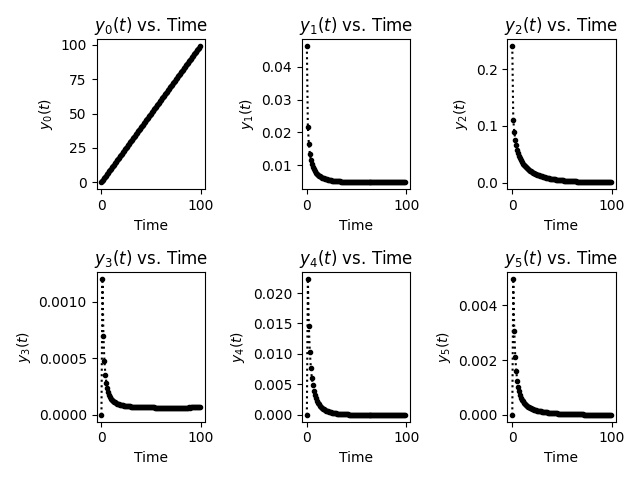 y₀(t) vs. Time
y₁(t) vs. Time
y₂(t) vs. Time
100
75
50
25
0
y₀(t)
0.04
0.03
0.02
0.01
y₁(t)
0.2
0.1
0.0
y₂(t)
0
100
0
100
0
100
Time
Time
Time
y₃(t) vs. Time
y₄(t) vs. Time
y₅(t) vs. Time
0.0010
0.0005
0.0000
y₃(t)
0.020
0.015
0.010
0.005
0.000
y₄(t)
0.004
0.002
0.000
y₅(t)
0
100
0
100
0
100
Time
Time
Time